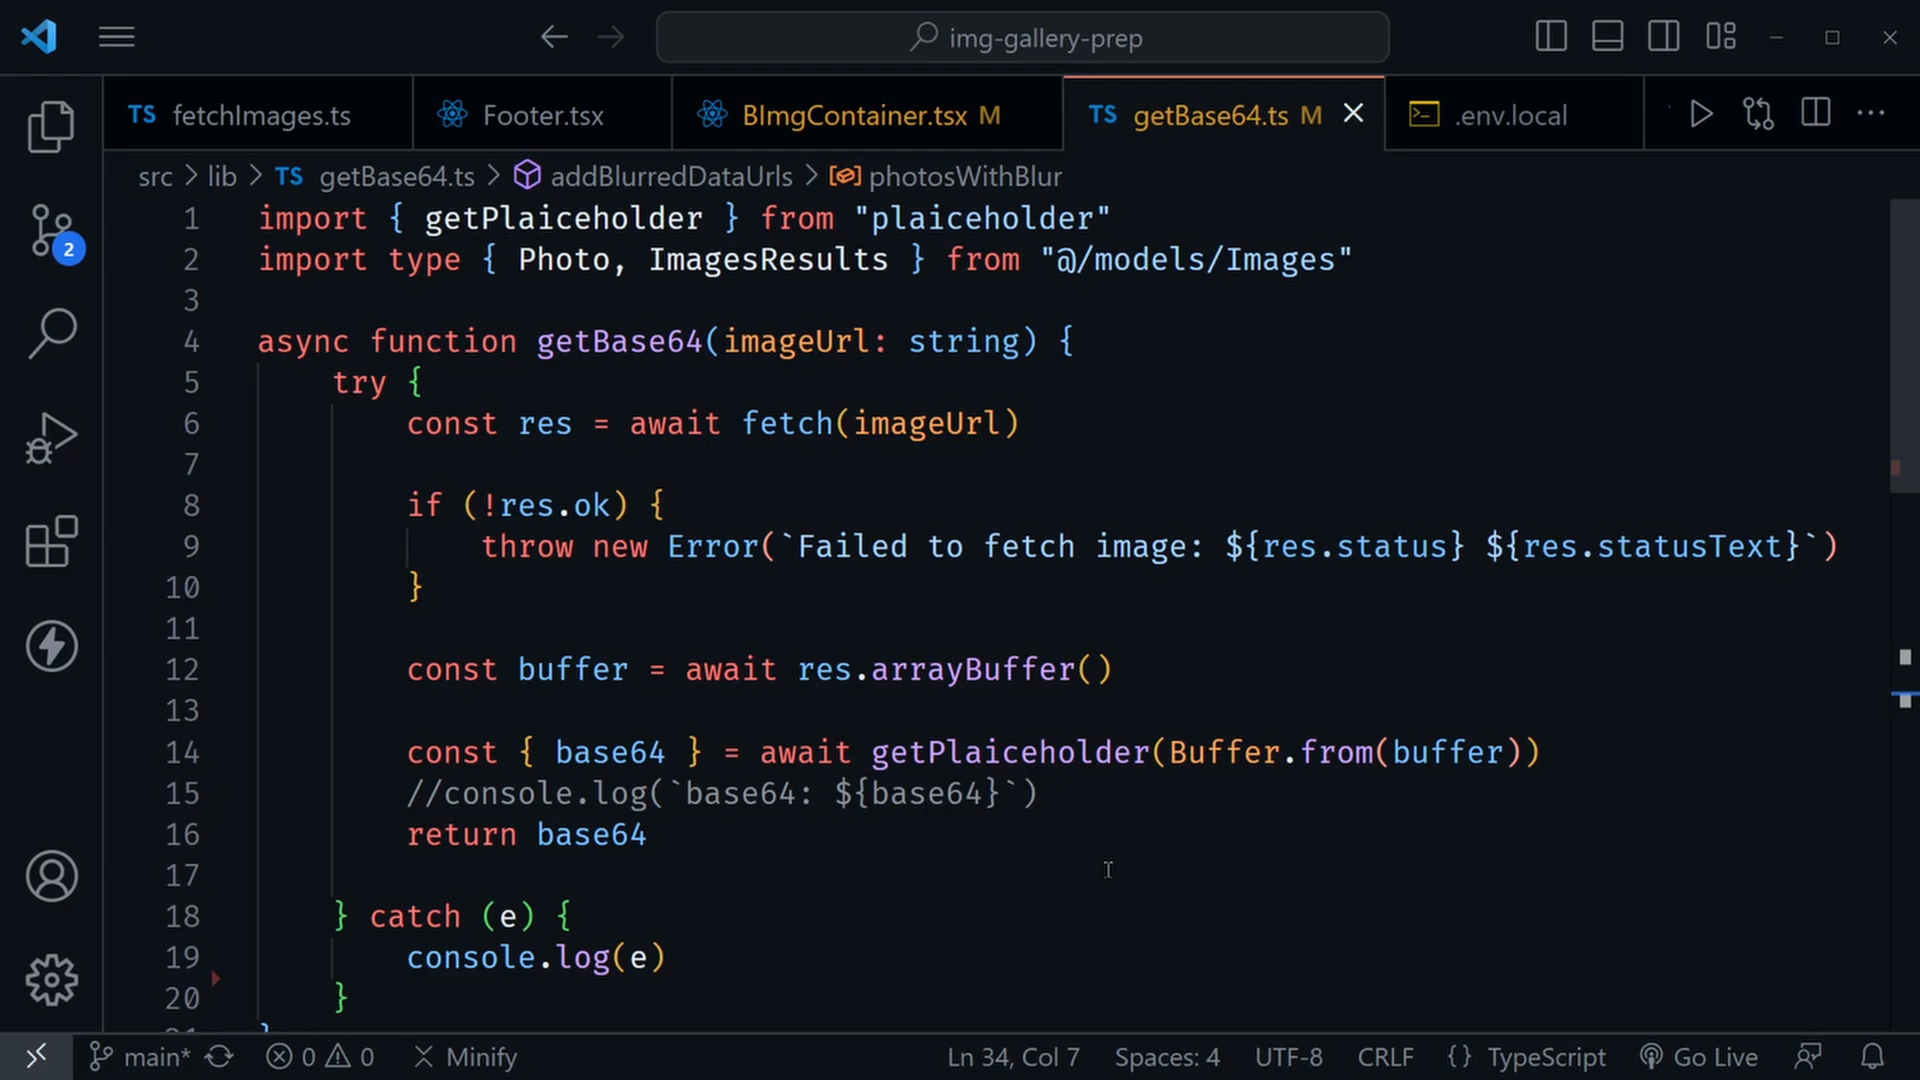 img-gallery-prep
TS fetchImages.ts
Footer.tsx
BImgContainer.tsx M
TS getBase64.ts M
.env.local
src > lib > TS getBase64.ts > addBlurredDataUrls > photosWithBlur
1 import { getPlaiceholder } from "plaiceholder"
2 import type { Photo, ImagesResults } from "@/models/Images"
3
4 async function getBase64(imageUrl: string) {
5 try {
6 const res = await fetch(imageUrl)
7
8 if (!res.ok) {
9 throw new Error(`Failed to fetch image: ${res.status} ${res.statusText}`)
10 }
11
12 const buffer = await res.arrayBuffer()
13
14 const { base64 } = await getPlaiceholder(Buffer.from(buffer))
15 //console.log(`base64: ${base64}`)
16 return base64
17
18 } catch (e) {
19 console.log(e)
20 }
2
main* 0 0 Minify Ln 34, Col 7 Spaces: 4 UTF-8 CRLF {} TypeScript Go Live